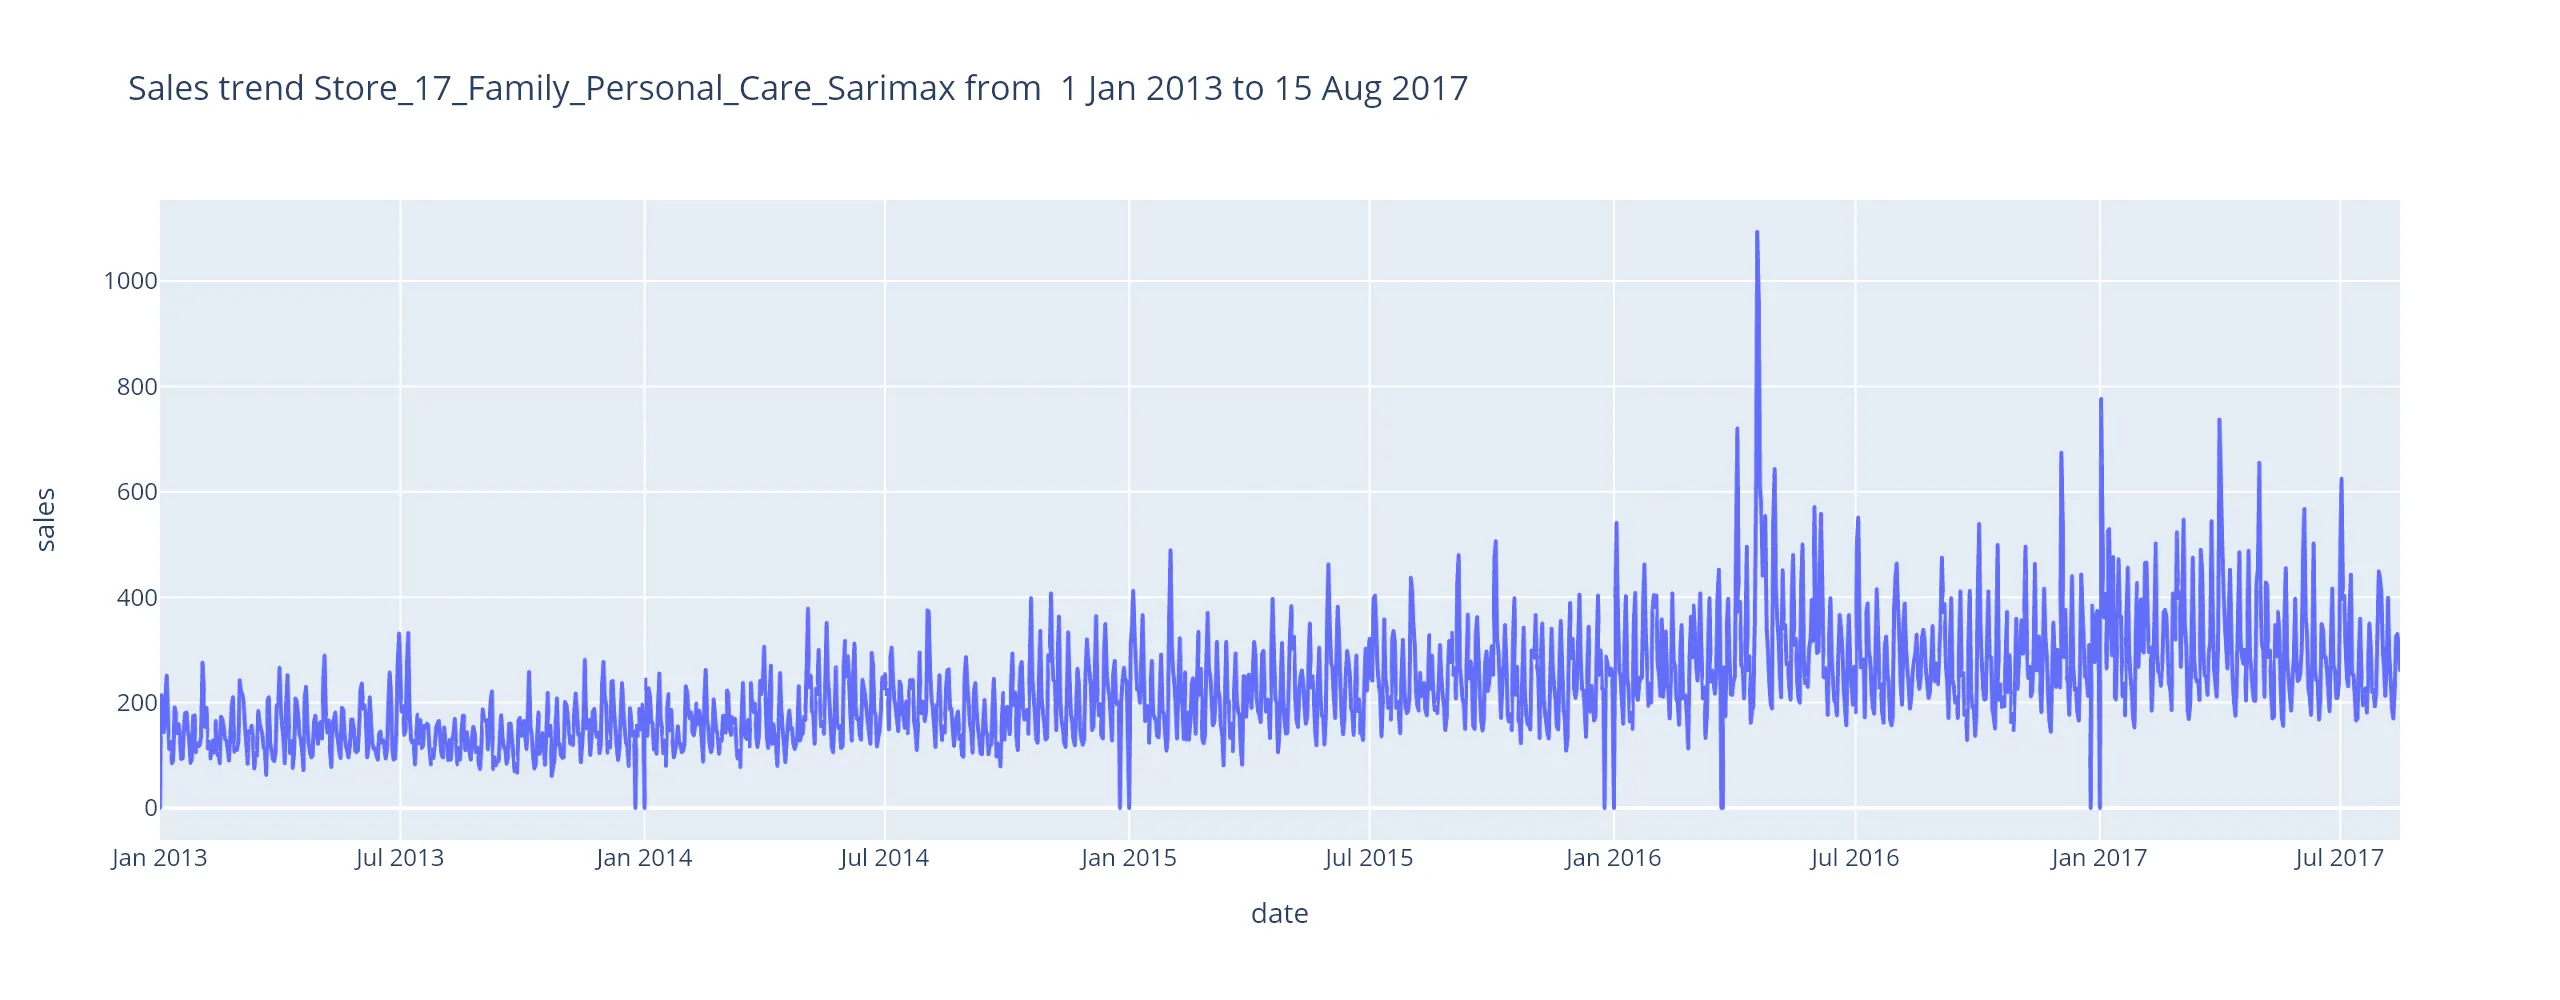 Sales trend Store_17_Family_Personal_Care_Sarimax from  1 Jan 2013 to 15 Aug 2017
1000
800
600
400
200
0
sales
Jan 2013 Jul 2013 Jan 2014 Jul 2014 Jan 2015 Jul 2015 Jan 2016 Jul 2016 Jan 2017 Jul 2017
date